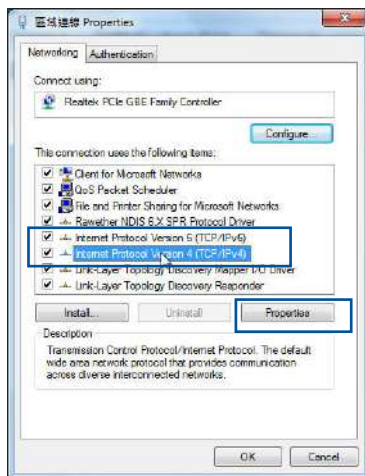 區域連線 Properties
Networking Authentication
Connect using:
Realtek PCIe GBE Family Controller
Configure...
This connection uses the following items:
Client for Microsoft Networks
QoS Packet Scheduler
File and Printer Sharing for Microsoft Networks
Rawether NDIS 6.X SPR Protocol Driver
Internet Protocol Version 6 (TCP/IPv6)
Internet Protocol Version 4 (TCP/IPv4)
Link-Layer Topology Discovery Mapper I/O Driver
Link-Layer Topology Discovery Responder
Install... Uninstall Properties
Description
Transmission Control Protocol/Internet Protocol. The default
wide area network protocol that provides communication
across diverse interconnected networks.
OK Cancel